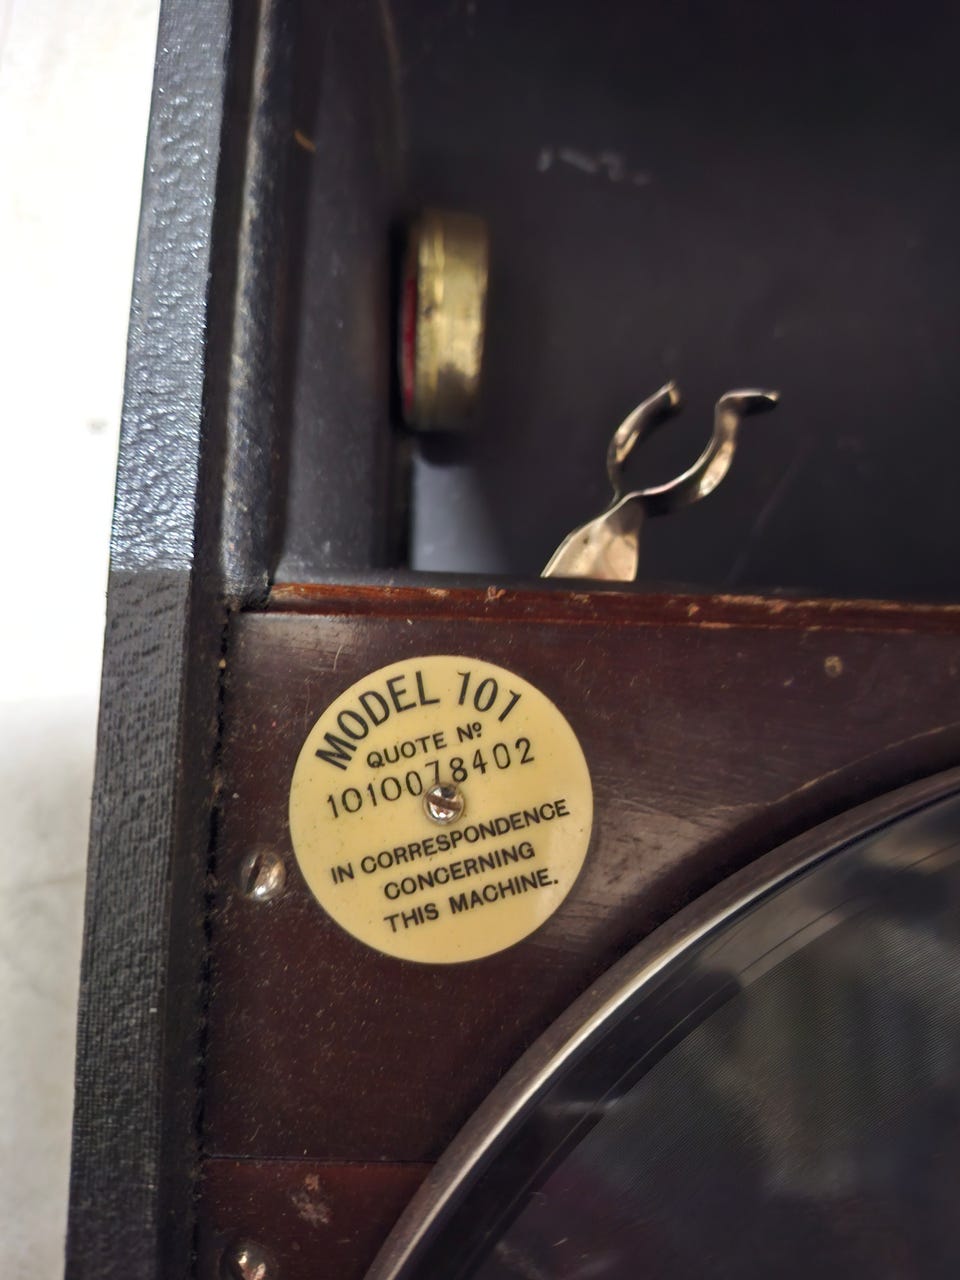 MODEL 101
QUOTE Nº
1010078402
IN CORRESPONDENCE
CONCERNING
THIS MACHINE.